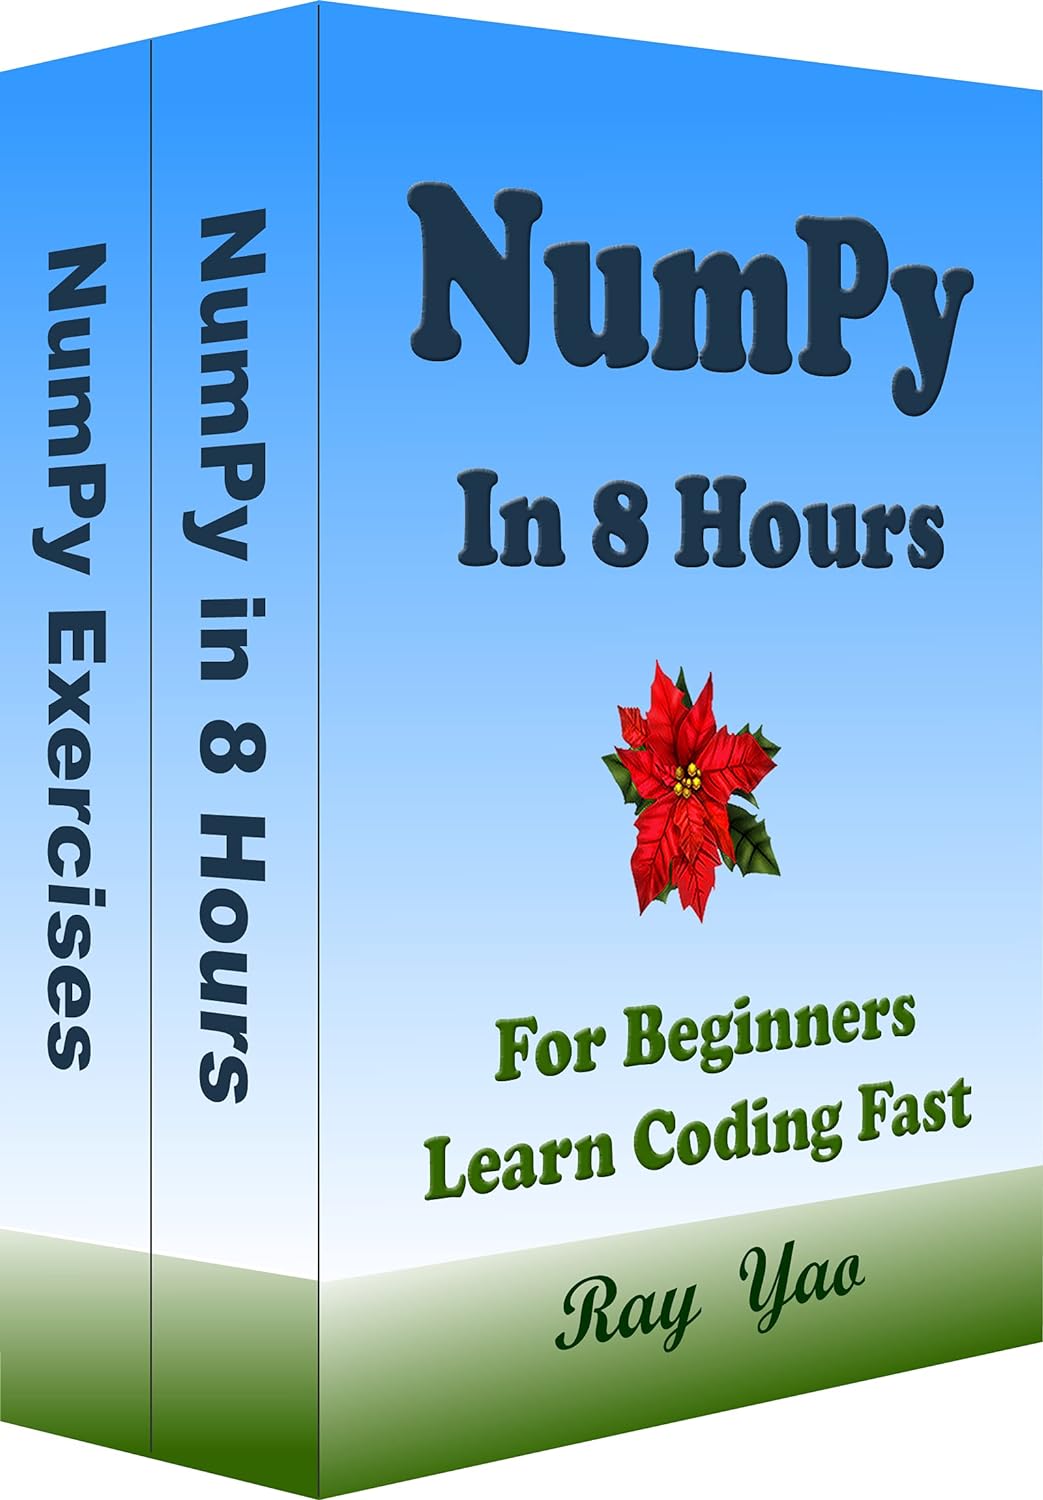 NumPy Exercises
NumPy in 8 Hours
NumPy
In 8 Hours
For Beginners
Learn Coding Fast
Ray Yao